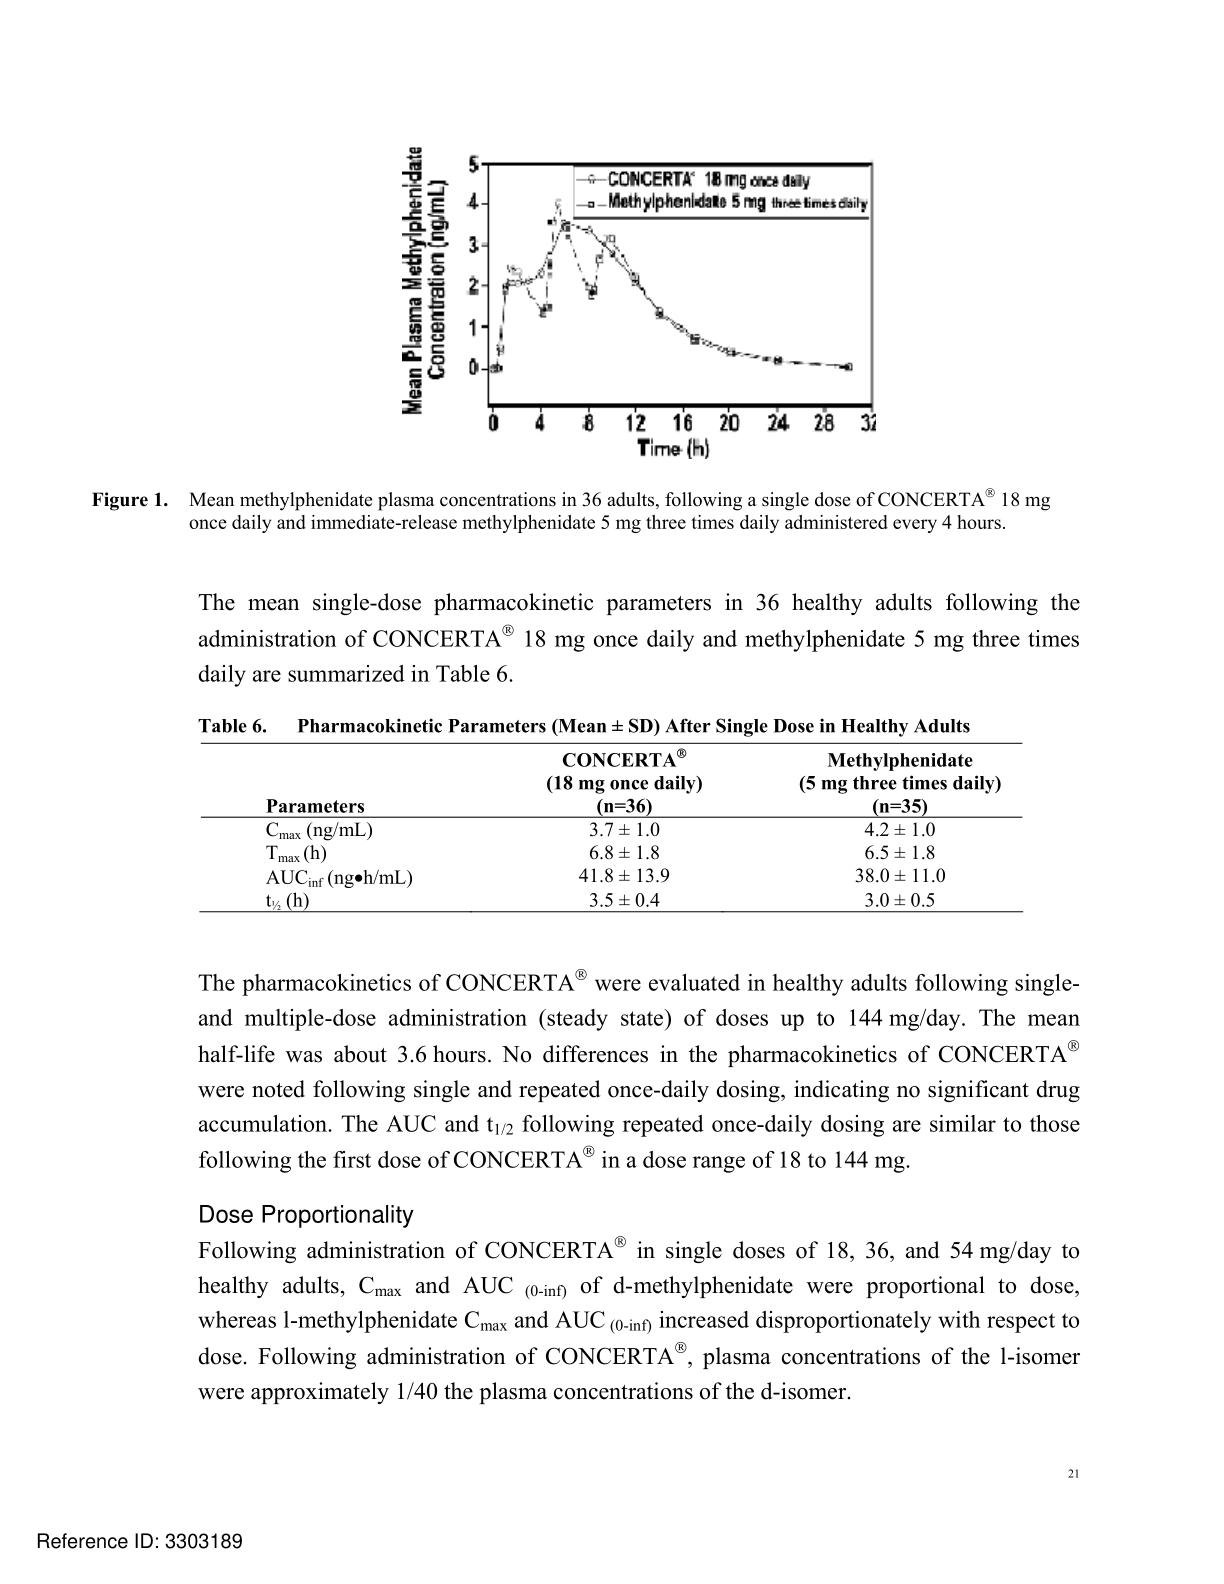 Mean Plasma Methylphenidate
Concentration (ng/mL)
5
4
3
2
1
0
CONCERTA® 18 mg once daily
Methylphenidate 5 mg three times daily
0 4 8 12 16 20 24 28 32
Time (h)
Figure 1. Mean methylphenidate plasma concentrations in 36 adults, following a single dose of CONCERTA® 18 mg
once daily and immediate-release methylphenidate 5 mg three times daily administered every 4 hours.
The mean single-dose pharmacokinetic parameters in 36 healthy adults following the
administration of CONCERTA® 18 mg once daily and methylphenidate 5 mg three times
daily are summarized in Table 6.
Table 6. Pharmacokinetic Parameters (Mean ± SD) After Single Dose in Healthy Adults
CONCERTA® Methylphenidate
(18 mg once daily) (5 mg three times daily)
Parameters (n=36) (n=35)
Cmax (ng/mL) 3.7 ± 1.0 4.2 ± 1.0
Tmax (h) 6.8 ± 1.8 6.5 ± 1.8
AUCinf (ng•h/mL) 41.8 ± 13.9 38.0 ± 11.0
t½ (h) 3.5 ± 0.4 3.0 ± 0.5
The pharmacokinetics of CONCERTA® were evaluated in healthy adults following single-
and multiple-dose administration (steady state) of doses up to 144 mg/day. The mean
half-life was about 3.6 hours. No differences in the pharmacokinetics of CONCERTA®
were noted following single and repeated once-daily dosing, indicating no significant drug
accumulation. The AUC and t1/2 following repeated once-daily dosing are similar to those
following the first dose of CONCERTA® in a dose range of 18 to 144 mg.
Dose Proportionality
Following administration of CONCERTA® in single doses of 18, 36, and 54 mg/day to
healthy adults, Cmax and AUC (0-inf) of d-methylphenidate were proportional to dose,
whereas l-methylphenidate Cmax and AUC (0-inf) increased disproportionately with respect to
dose. Following administration of CONCERTA®, plasma concentrations of the l-isomer
were approximately 1/40 the plasma concentrations of the d-isomer.
21
Reference ID: 3303189